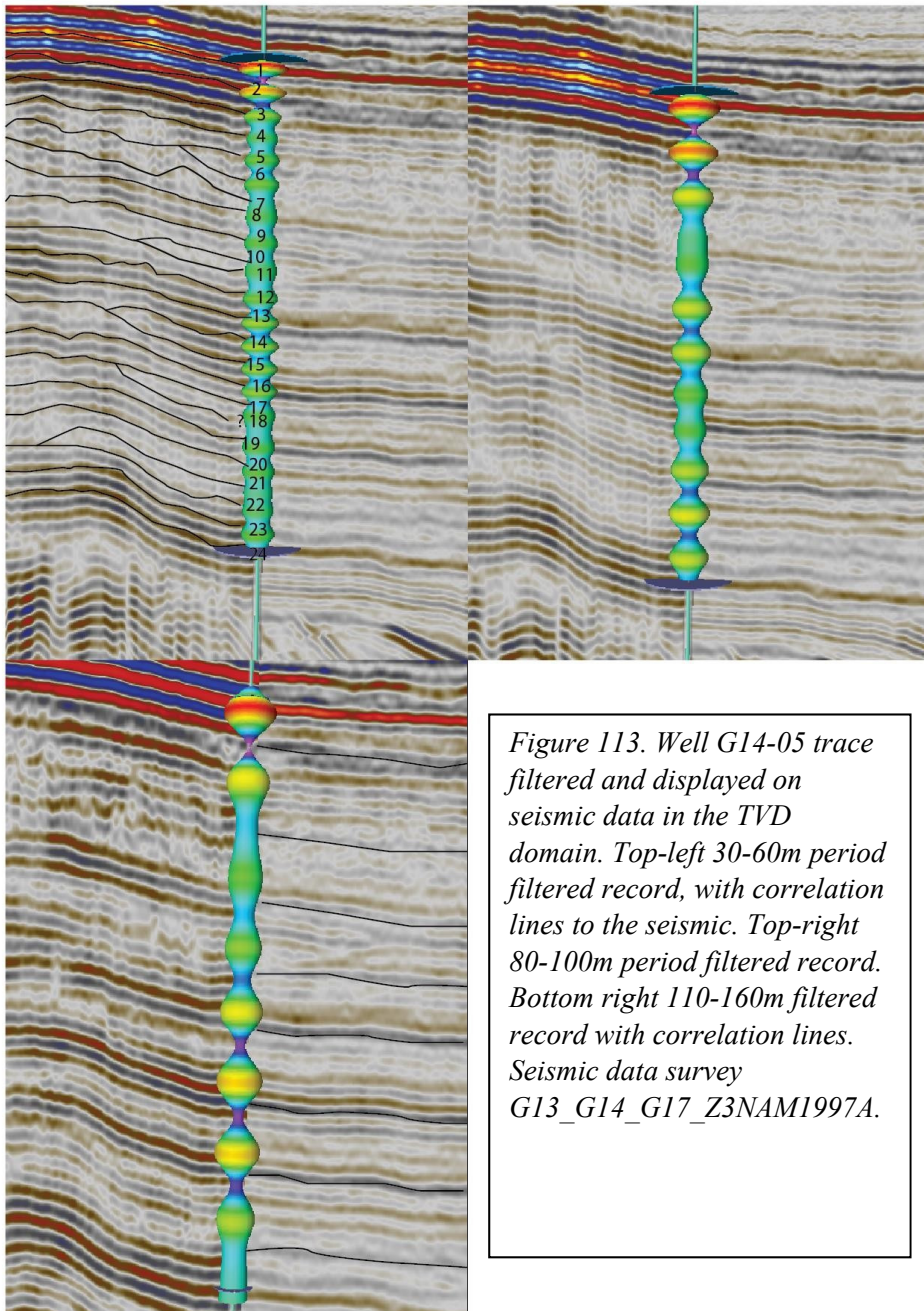 1
2
3
4
5
6
7
8
9
10
11
12
13
14
15
16
17
? 18
19
20
21
22
23
24
Figure 113. Well G14-05 trace
filtered and displayed on
seismic data in the TVD
domain. Top-left 30-60m period
filtered record, with correlation
lines to the seismic. Top-right
80-100m period filtered record.
Bottom right 110-160m filtered
record with correlation lines.
Seismic data survey
G13_G14_G17_Z3NAM1997A.